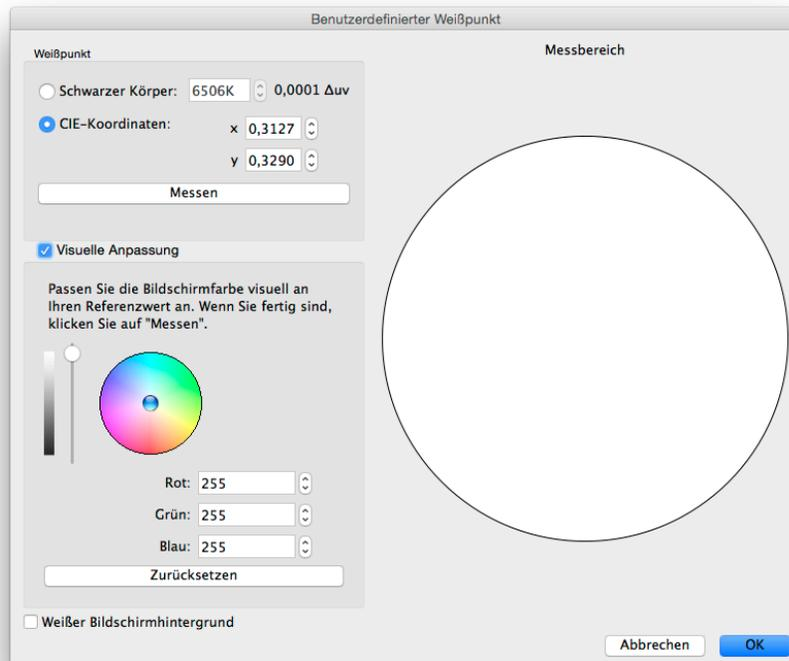 Benutzerdefinierter Weißpunkt
Weißpunkt
Schwarzer Körper: 6506K 0,0001 Δuv
CIE-Koordinaten: x 0,3127
y 0,3290
Messen
Visuelle Anpassung
Passen Sie die Bildschirmfarbe visuell an
Ihren Referenzwert an. Wenn Sie fertig sind,
klicken Sie auf "Messen".
Rot: 255
Grün: 255
Blau: 255
Zurücksetzen
Weißer Bildschirmhintergrund
Messbereich
Abbrechen OK